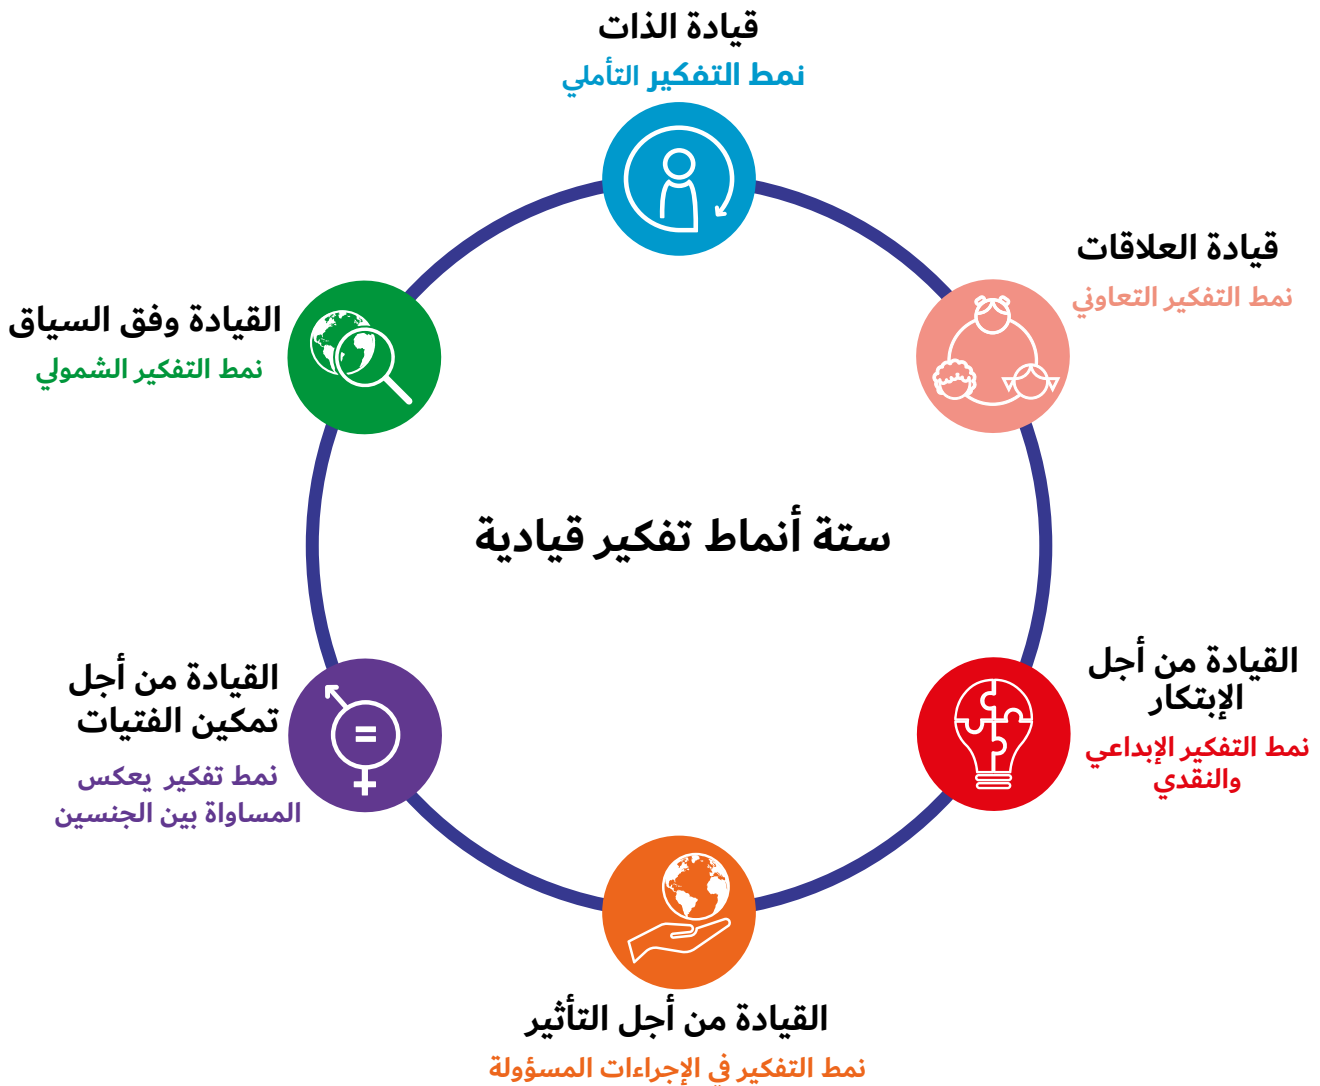 قيادة الذات
نمط التفكير التأملي
قيادة العلاقات
نمط التفكير التعاوني
القيادة وفق السياق
نمط التفكير الشمولي
ستة أنماط تفكير قيادية
القيادة من أجل
الإبتكار
نمط التفكير الإبداعي
والنقدي
القيادة من أجل
تمكين الفتيات
نمط تفكير يعكس
المساواة بين الجنسين
القيادة من أجل التأثير
نمط التفكير في الإجراءات المسؤولة